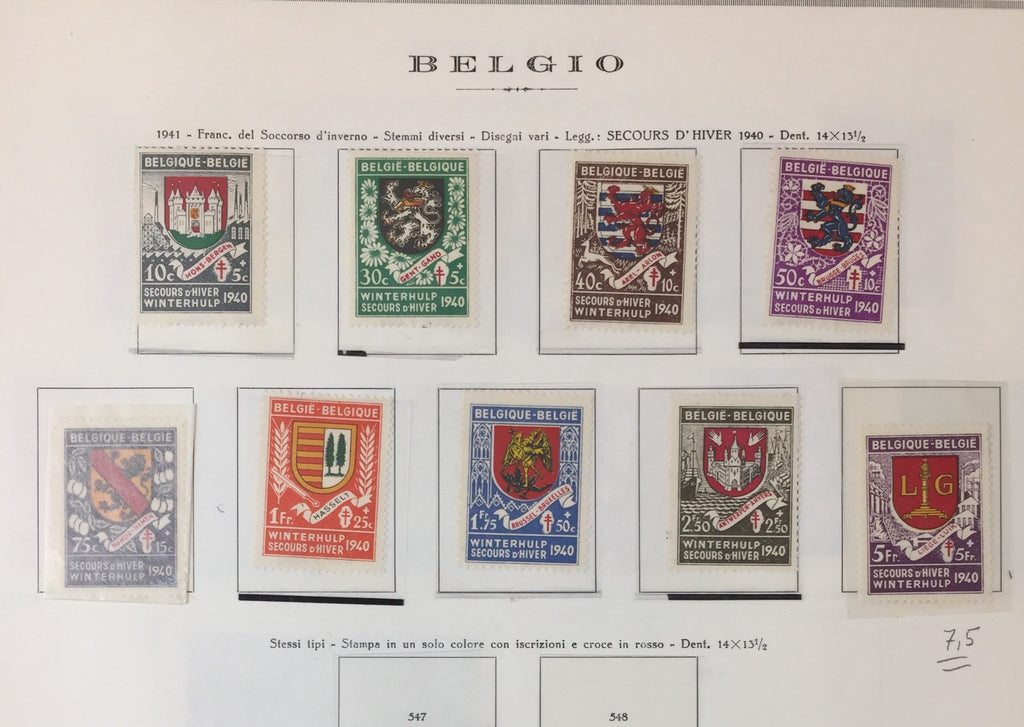 BELGIO
1941 - Franc. del Soccorso d'inverno - Stemmi diversi - Disegni vari - Legg.: SECOURS D'HIVER 1940 - Dent. 14×13½
BELGIQUE-BELGIË
MONS-BERGEN
10c + 5c
SECOURS D'HIVER
WINTERHULP 1940
BELGIË-BELGIQUE
GENT-GAND
30c + 5c
WINTERHULP
SECOURS D'HIVER 1940
BELGIQUE-BELGIË
AREL-ARLON
40c + 10c
SECOURS D'HIVER
WINTERHULP 1940
BELGIË-BELGIQUE
BRUGGE-BRUGES
50c + 10c
WINTERHULP
SECOURS D'HIVER 1940
BELGIQUE-BELGIË
NAMUR-NAMEN
75c + 15c
SECOURS D'HIVER
WINTERHULP 1940
BELGIË-BELGIQUE
HASSELT
1Fr. + 25c
WINTERHULP
SECOURS D'HIVER 1940
BELGIQUE-BELGIË
BRUSSEL-BRUXELLES
1Fr.75 + 50c
WINTERHULP
SECOURS D'HIVER 1940
BELGIË-BELGIQUE
ANTWERPEN-ANVERS
2Fr.50 + 2Fr.50
WINTERHULP
SECOURS D'HIVER 1940
BELGIQUE-BELGIË
L G
LIEGE-LUIK
5Fr. + 5Fr.
SECOURS D'HIVER
WINTERHULP 1940
Stessi tipi - Stampa in un solo colore con iscrizioni e croce in rosso - Dent. 14×13½
7,5
547
548